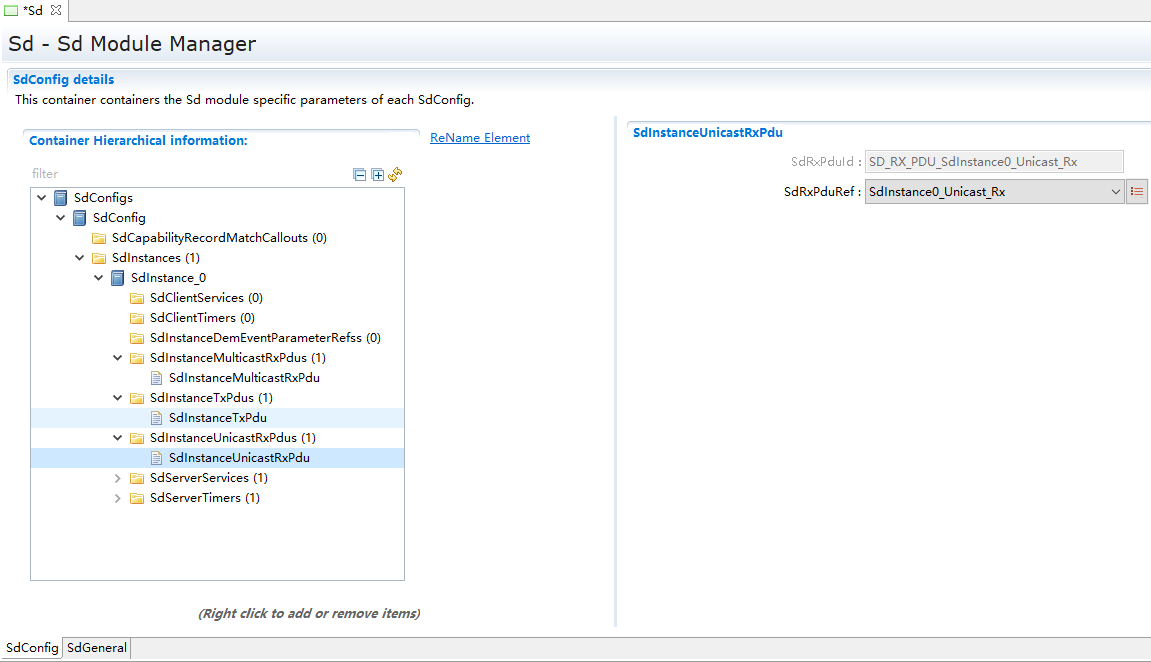 *Sd
Sd - Sd Module Manager
SdConfig details
This container containers the Sd module specific parameters of each SdConfig.
Container Hierarchical information:
ReName Element
filter
SdConfigs
SdConfig
SdCapabilityRecordMatchCallouts (0)
SdInstances (1)
SdInstance_0
SdClientServices (0)
SdClientTimers (0)
SdInstanceDemEventParameterRefss (0)
SdInstanceMulticastRxPdus (1)
SdInstanceMulticastRxPdu
SdInstanceTxPdus (1)
SdInstanceTxPdu
SdInstanceUnicastRxPdus (1)
SdInstanceUnicastRxPdu
SdServerServices (1)
SdServerTimers (1)
(Right click to add or remove items)
SdInstanceUnicastRxPdu
SdRxPduId : SD_RX_PDU_SdInstance0_Unicast_Rx
SdRxPduRef : SdInstance0_Unicast_Rx
SdConfig SdGeneral